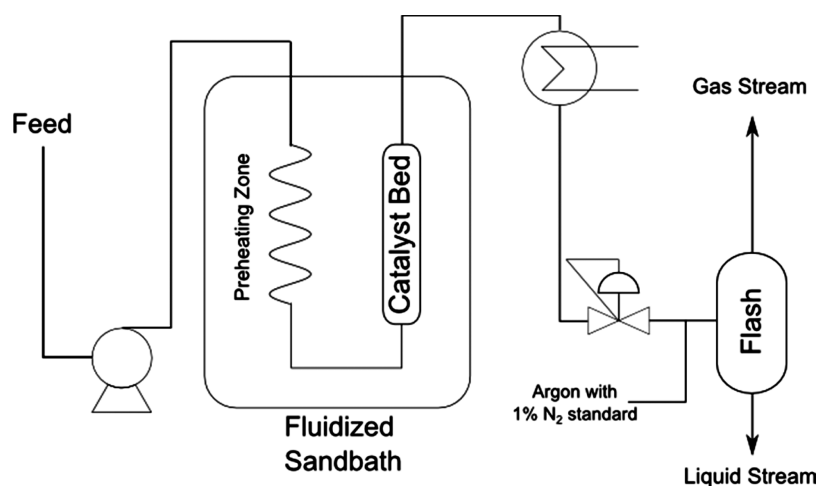 Feed
Preheating Zone
Catalyst Bed
Fluidized
Sandbath
Gas Stream
Flash
Argon with
1% N₂ standard
Liquid Stream